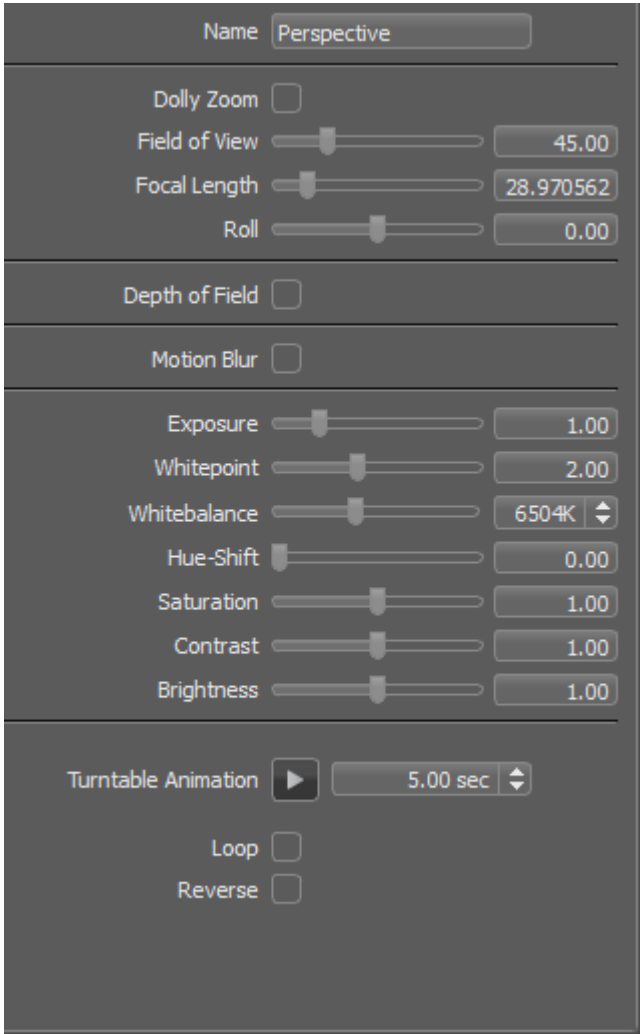 Name Perspective
Dolly Zoom
Field of View 45.00
Focal Length 28.970562
Roll 0.00
Depth of Field
Motion Blur
Exposure 1.00
Whitepoint 2.00
Whitebalance 6504K
Hue-Shift 0.00
Saturation 1.00
Contrast 1.00
Brightness 1.00
Turntable Animation 5.00 sec
Loop
Reverse